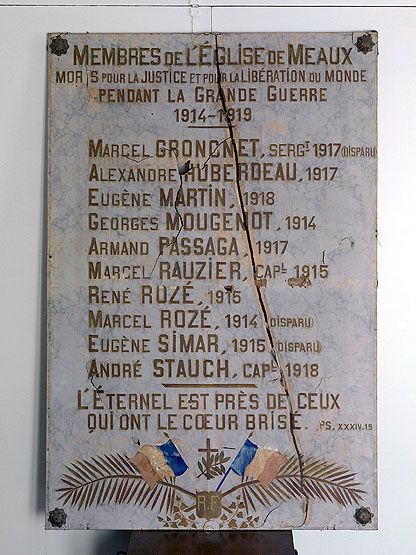 MEMBRES DE L'ÉGLISE DE MEAUX
MORTS POUR LA JUSTICE ET POUR LA LIBÉRATION DU MONDE
PENDANT LA GRANDE GUERRE
1914-1919
MARCEL GRONGNET, SERGT 1917 (DISPARU)
ALEXANDRE HUBERDEAU, 1917
EUGÈNE MARTIN, 1918
GEORGES MOUGENOT, 1914
ARMAND PASSAGA, 1917
MARCEL RAUZIER, CAPL 1915
RENÉ ROZÉ, 1915
MARCEL ROZÉ, 1914 (DISPARU)
EUGÈNE SIMAR, 1915 (DISPARU)
ANDRÉ STAUCH, CAPL 1918
L'ÉTERNEL EST PRÈS DE CEUX
QUI ONT LE CŒUR BRISÉ. PS. XXXIV.19
R.F